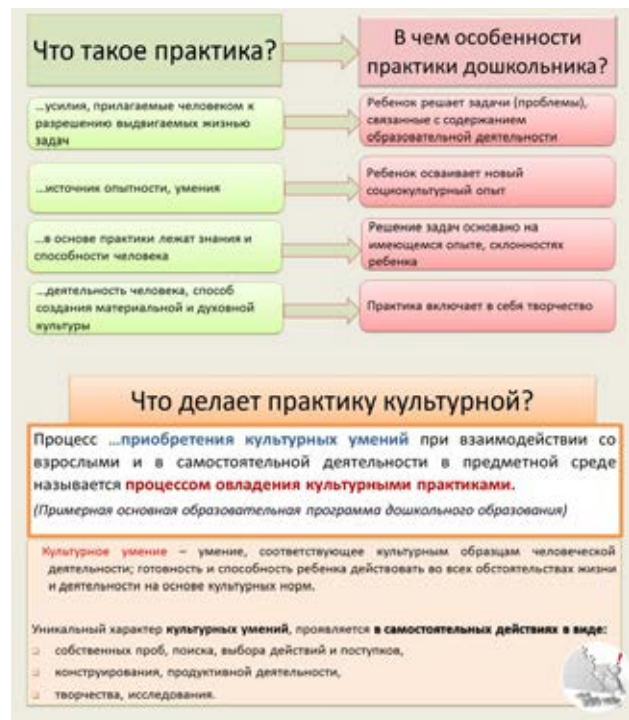 Что такое практика?
В чем особенности
практики дошкольника?
...усилия, прилагаемые человеком к
разрешению выдвигаемых жизнью
задач
Ребенок решает задачи (проблемы),
связанные с содержанием
образовательной деятельности
...источник опытности, умения
Ребенок осваивает новый
социокультурный опыт
...в основе практики лежат знания и
способности человека
Решение задач основано на
имеющемся опыте, склонностях
ребенка
...деятельность человека, способ
создания материальной и духовной
культуры
Практика включает в себя творчество
Что делает практику культурной?
Процесс ...приобретения культурных умений при взаимодействии со
взрослыми и в самостоятельной деятельности в предметной среде
называется процессом овладения культурными практиками.
(Примерная основная образовательная программа дошкольного образования)
Культурное умение – умение, соответствующее культурным образцам человеческой
деятельности; готовность и способность ребенка действовать во всех обстоятельствах жизни
и деятельности на основе культурных норм.
Уникальный характер культурных умений, проявляется в самостоятельных действиях в виде:
собственных проб, поиска, выбора действий и поступков,
конструирования, продуктивной деятельности,
творчества, исследования.